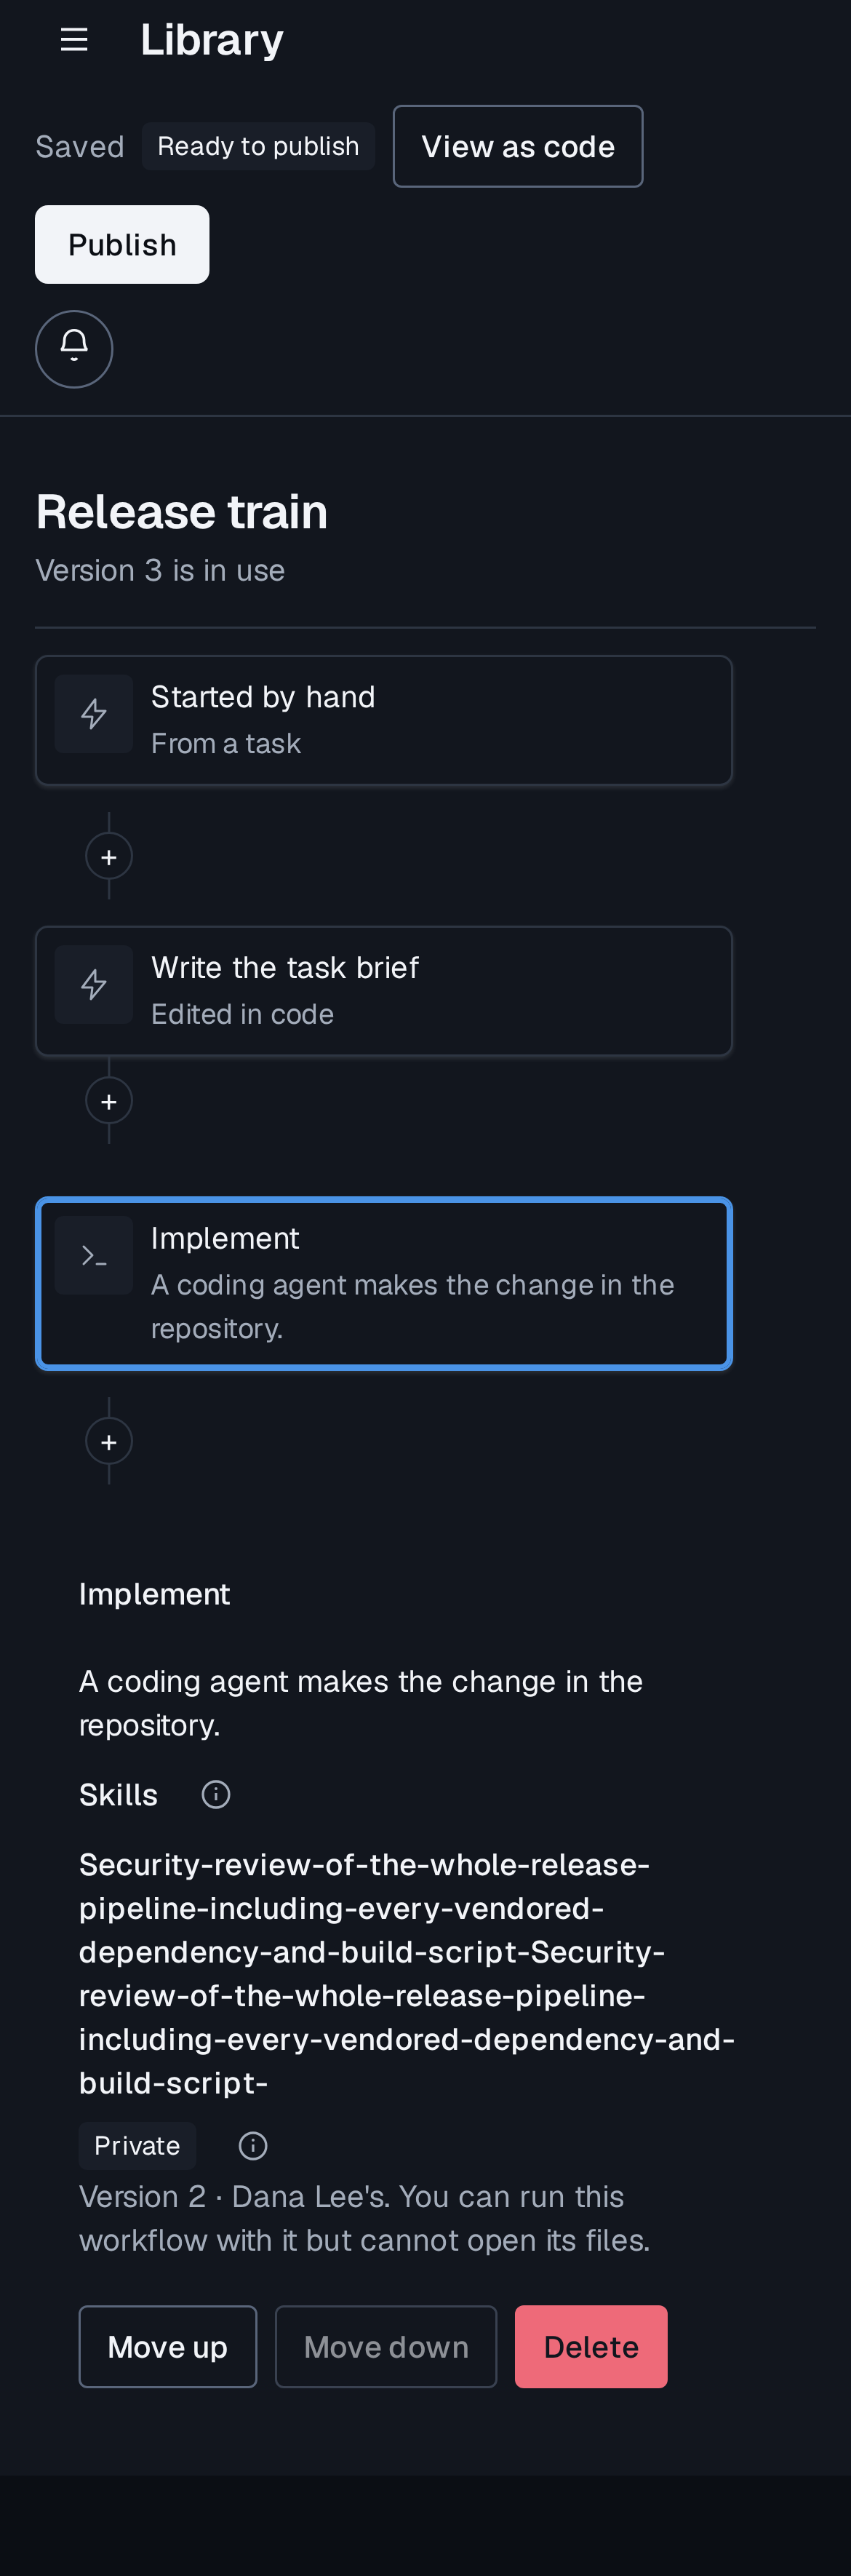 Library
Saved
Ready to publish
View as code
Publish
Release train
Version 3 is in use
Started by hand
From a task
+
Write the task brief
Edited in code
+
Implement
A coding agent makes the change in the
repository.
+
Implement
A coding agent makes the change in the
repository.
Skills
Security-review-of-the-whole-release-
pipeline-including-every-vendored-
dependency-and-build-script-Security-
review-of-the-whole-release-pipeline-
including-every-vendored-dependency-and-
build-script-
Private
Version 2 · Dana Lee's. You can run this
workflow with it but cannot open its files.
Move up
Move down
Delete